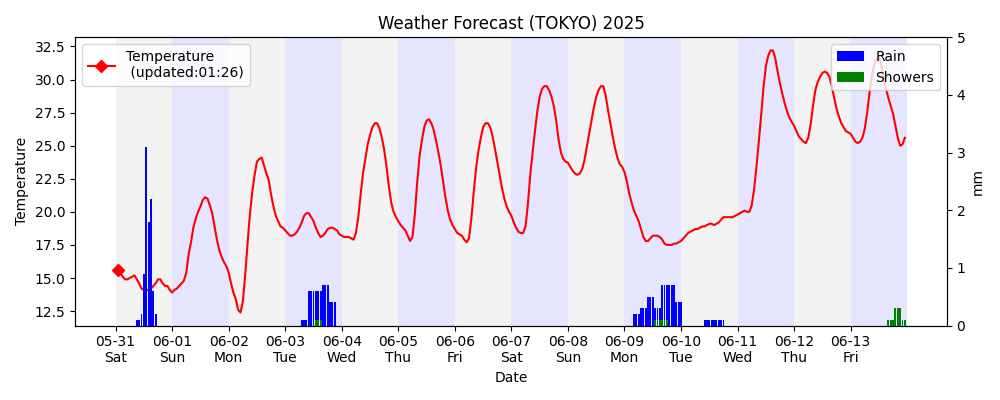 Weather Forecast (TOKYO) 2025
Temperature
(updated:01:26)
Rain
Showers
32.5
30.0
27.5
25.0
22.5
20.0
17.5
15.0
12.5
Temperature
5
4
3
2
1
0
mm
05-31 06-01 06-02 06-03 06-04 06-05 06-06 06-07 06-08 06-09 06-10 06-11 06-12 06-13
Sat Sun Mon Tue Wed Thu Fri Sat Sun Mon Tue Wed Thu Fri
Date